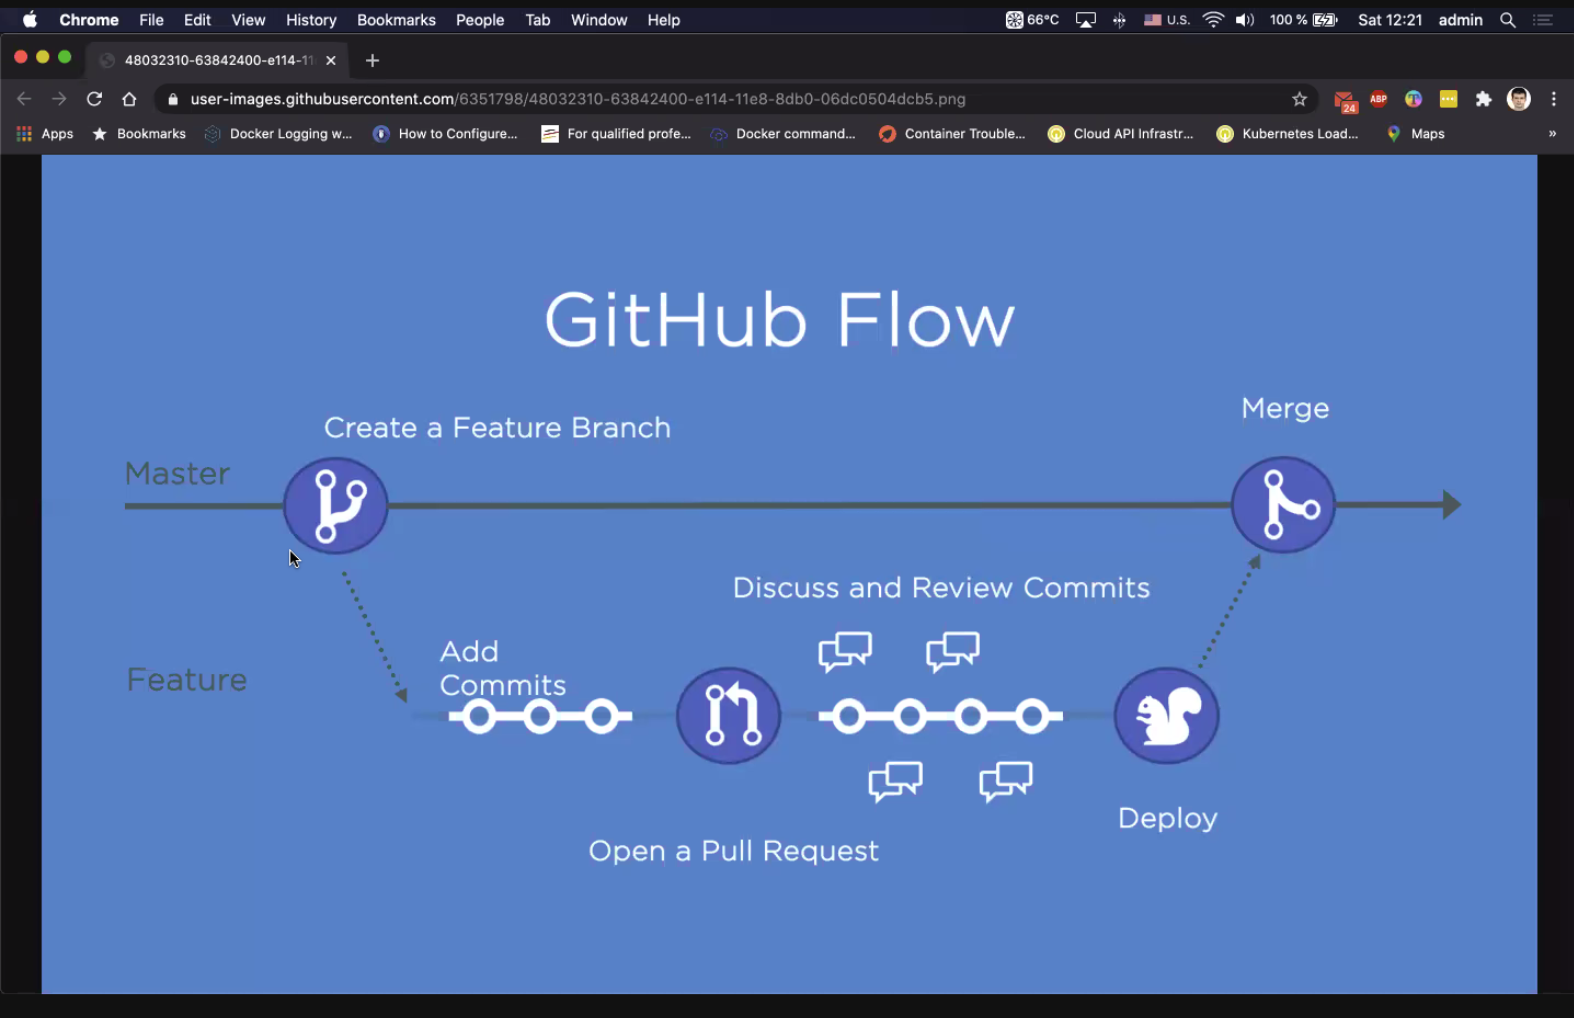 Chrome File Edit View History Bookmarks People Tab Window Help 66°C U.S. 100 % Sat 12:21 admin
48032310-63842400-e114-11
user-images.githubusercontent.com/6351798/48032310-63842400-e114-11e8-8db0-06dc0504dcb5.png 24 ABP
Apps Bookmarks Docker Logging w... How to Configure... For qualified profe... Docker command... Container Trouble... Cloud API Infrastr... Kubernetes Load... Maps »
GitHub Flow
Merge
Create a Feature Branch
Master
Discuss and Review Commits
Add
Commits
Feature
Deploy
Open a Pull Request